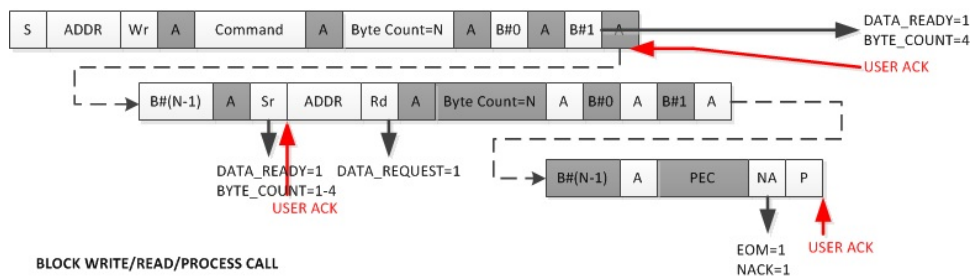 S ADDR Wr A Command A Byte Count=N A B#0 A B#1 A
DATA_READY=1
BYTE_COUNT=4
USER ACK
B#(N-1) A Sr ADDR Rd A Byte Count=N A B#0 A B#1 A
DATA_READY=1
BYTE_COUNT=1-4
USER ACK
DATA_REQUEST=1
B#(N-1) A PEC NA P
EOM=1
NACK=1
USER ACK
BLOCK WRITE/READ/PROCESS CALL